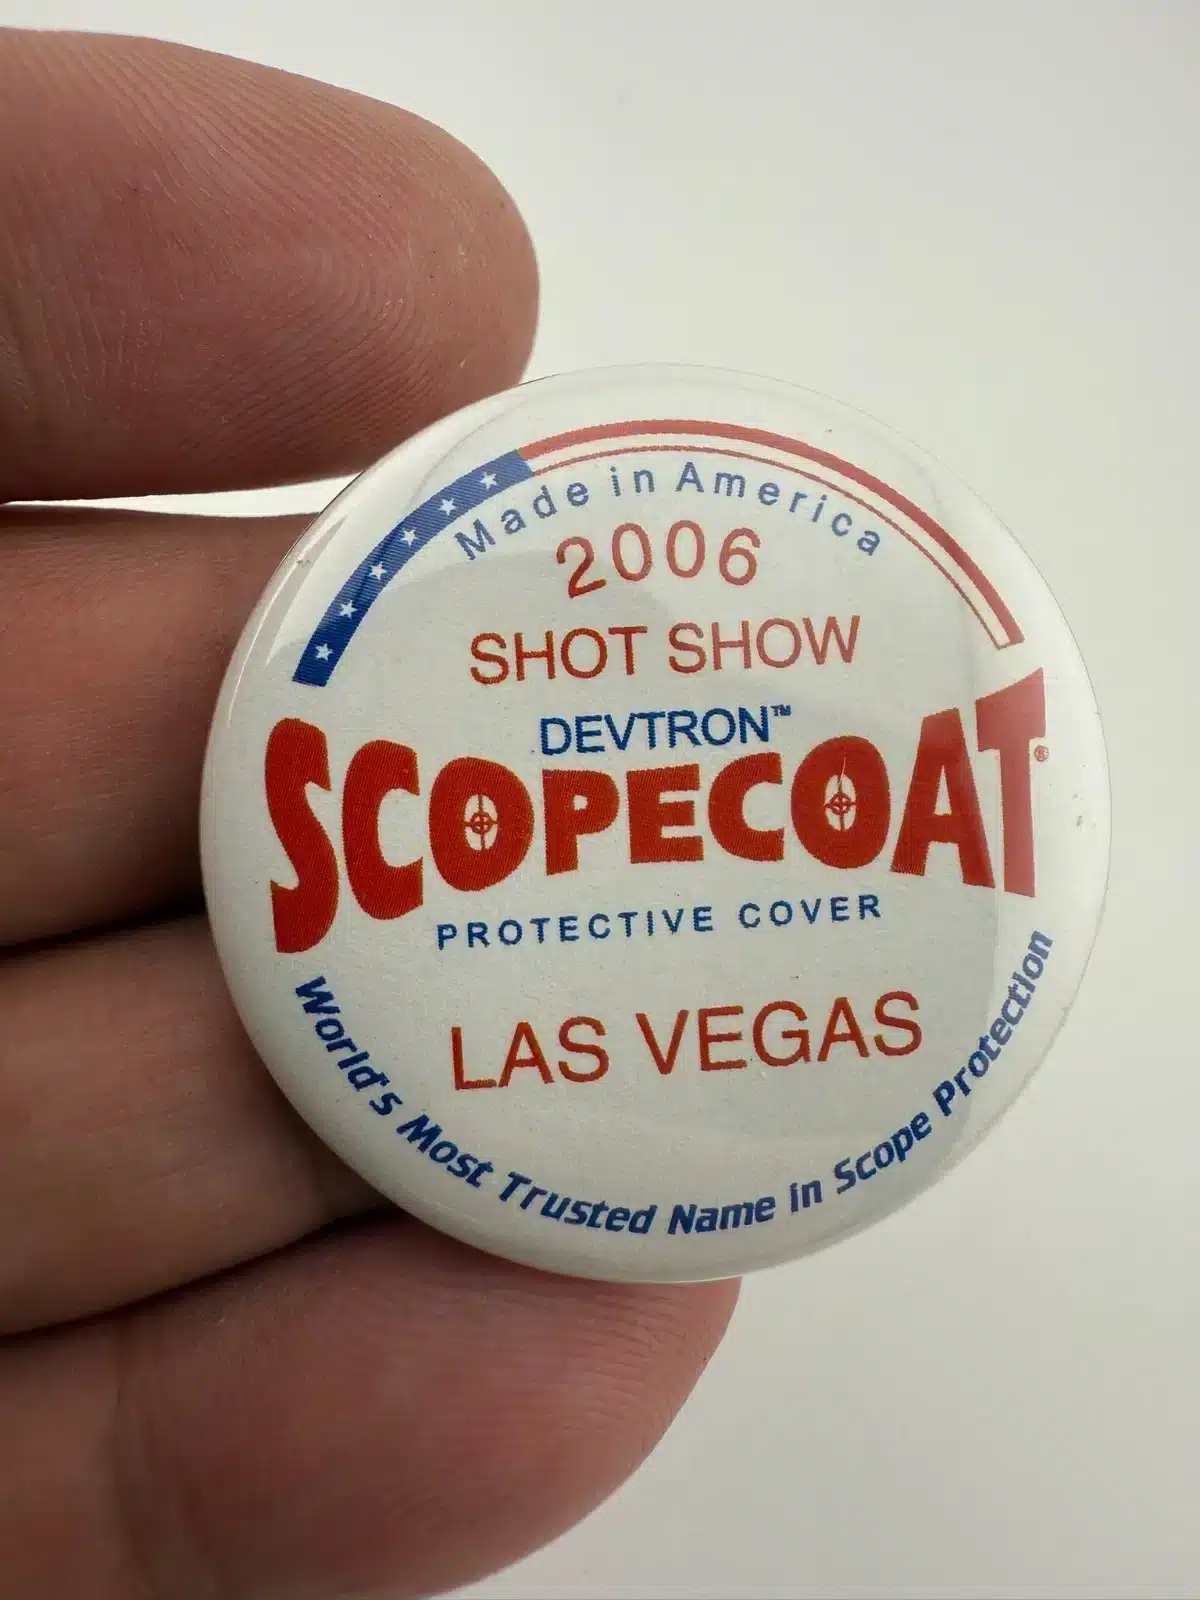 Made in America
2006
SHOT SHOW
DEVTRON™
SCOPECOAT®
PROTECTIVE COVER
LAS VEGAS
World's Most Trusted Name in Scope Protection